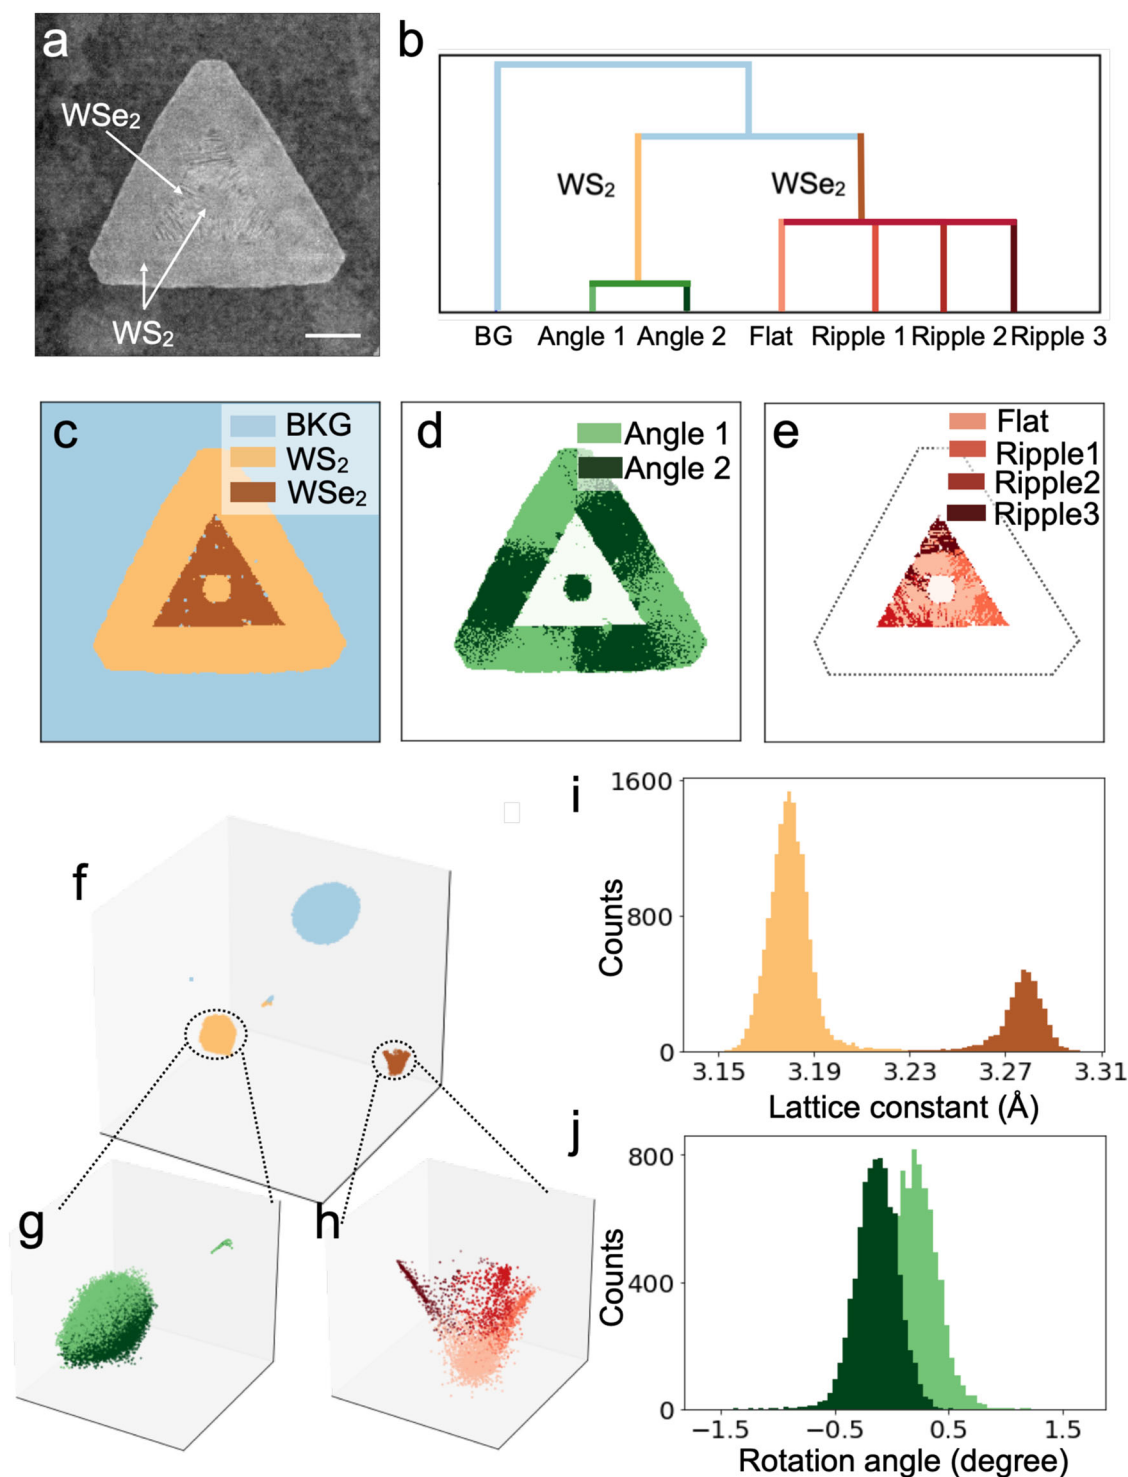 a
WSe₂
WS₂
b
WS₂
WSe₂
BG Angle 1 Angle 2 Flat Ripple 1 Ripple 2 Ripple 3
c
BKG
WS₂
WSe₂
d
Angle 1
Angle 2
e
Flat
Ripple1
Ripple2
Ripple3
f
g
h
i
1600
800
0
Counts
3.15 3.19 3.23 3.27 3.31
Lattice constant (Å)
j
800
400
0
Counts
−1.5 −0.5 0.5 1.5
Rotation angle (degree)